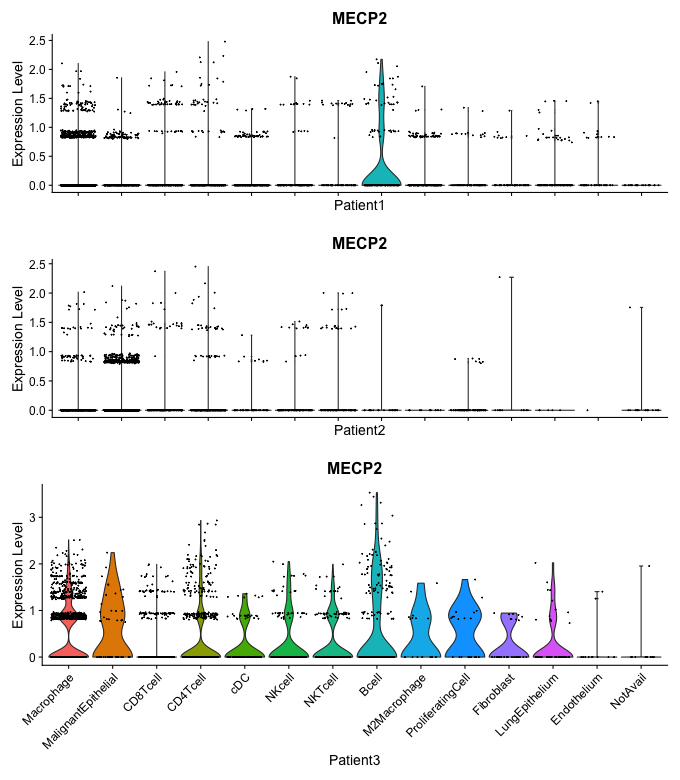 MECP2
Expression Level
2.5
2.0
1.5
1.0
0.5
0.0
Patient1
MECP2
Expression Level
2.5
2.0
1.5
1.0
0.5
0.0
Patient2
MECP2
Expression Level
3
2
1
0
Macrophage
MalignantEpithelial
CD8Tcell
CD4Tcell
cDC
NKcell
NKTcell
Bcell
M2Macrophage
ProliferatingCell
Fibroblast
LungEpithelium
Endothelium
NotAvail
Patient3